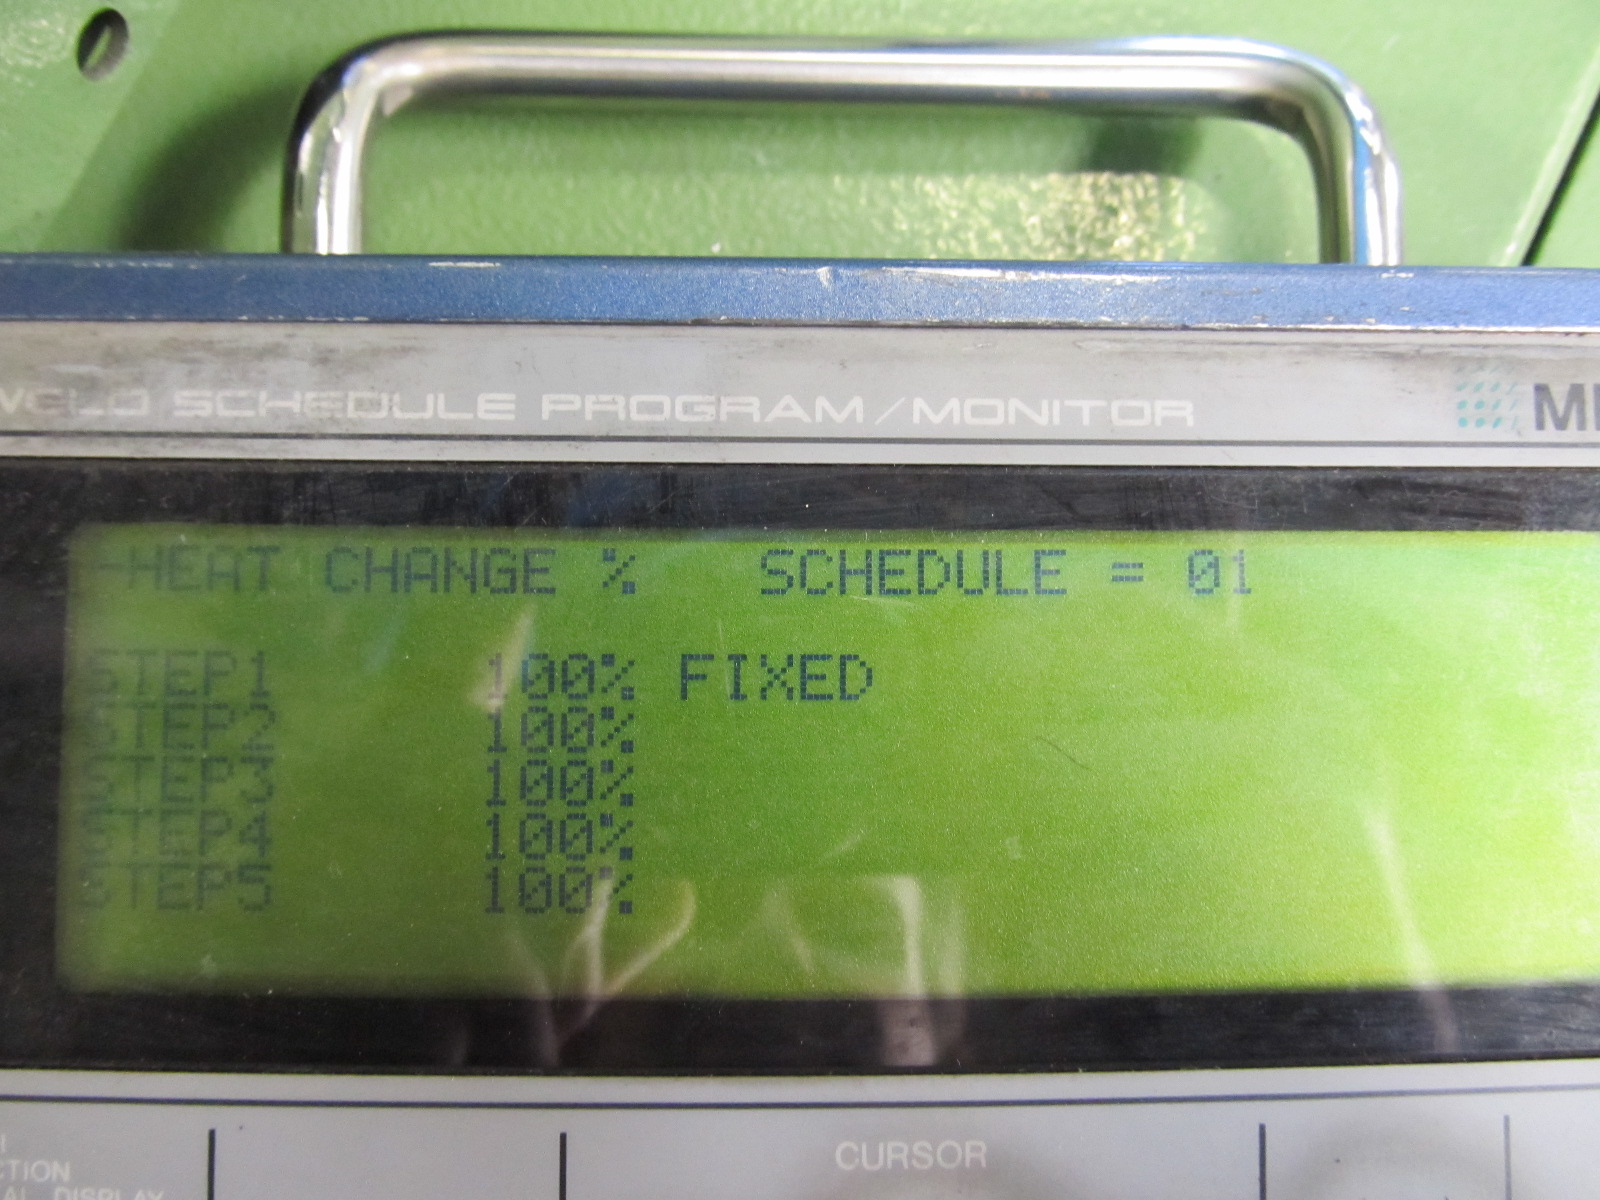 WELD SCHEDULE PROGRAM/MONITOR
-HEAT CHANGE % SCHEDULE = 01
STEP1 100% FIXED
STEP2 100%
STEP3 100%
STEP4 100%
STEP5 100%
CURSOR
DISPLAY